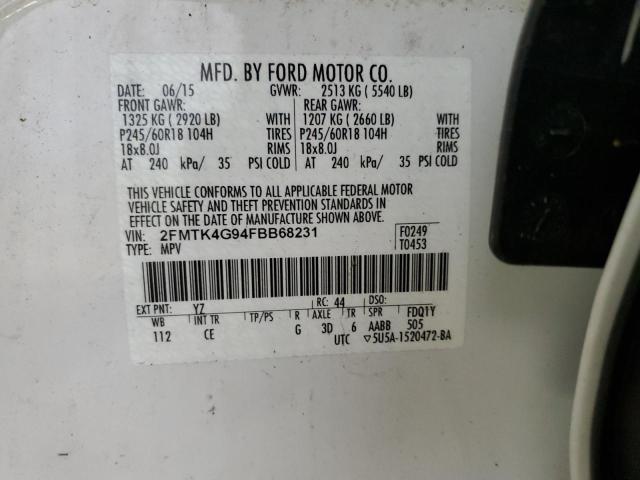 MFD. BY FORD MOTOR CO.
DATE: 06/15 GVWR: 2513 KG ( 5540 LB)
FRONT GAWR: REAR GAWR:
1325 KG ( 2920 LB) WITH 1207 KG ( 2660 LB) WITH
P245/60R18 104H TIRES P245/60R18 104H TIRES
18x8.0J RIMS 18x8.0J RIMS
AT 240 kPa/ 35 PSI COLD AT 240 kPa/ 35 PSI COLD
THIS VEHICLE CONFORMS TO ALL APPLICABLE FEDERAL MOTOR
VEHICLE SAFETY AND THEFT PREVENTION STANDARDS IN
EFFECT ON THE DATE OF MANUFACTURE SHOWN ABOVE.
VIN: 2FMTK4G94FBB68231 F0249
TYPE: MPV T0453
EXT PNT: YZ RC: 44 DSO:
WB INT TR TP/PS R AXLE TR SPR FDQ1Y
112 CE G 3D 6 AABB 505
UTC ▽5U5A-1520472-BA